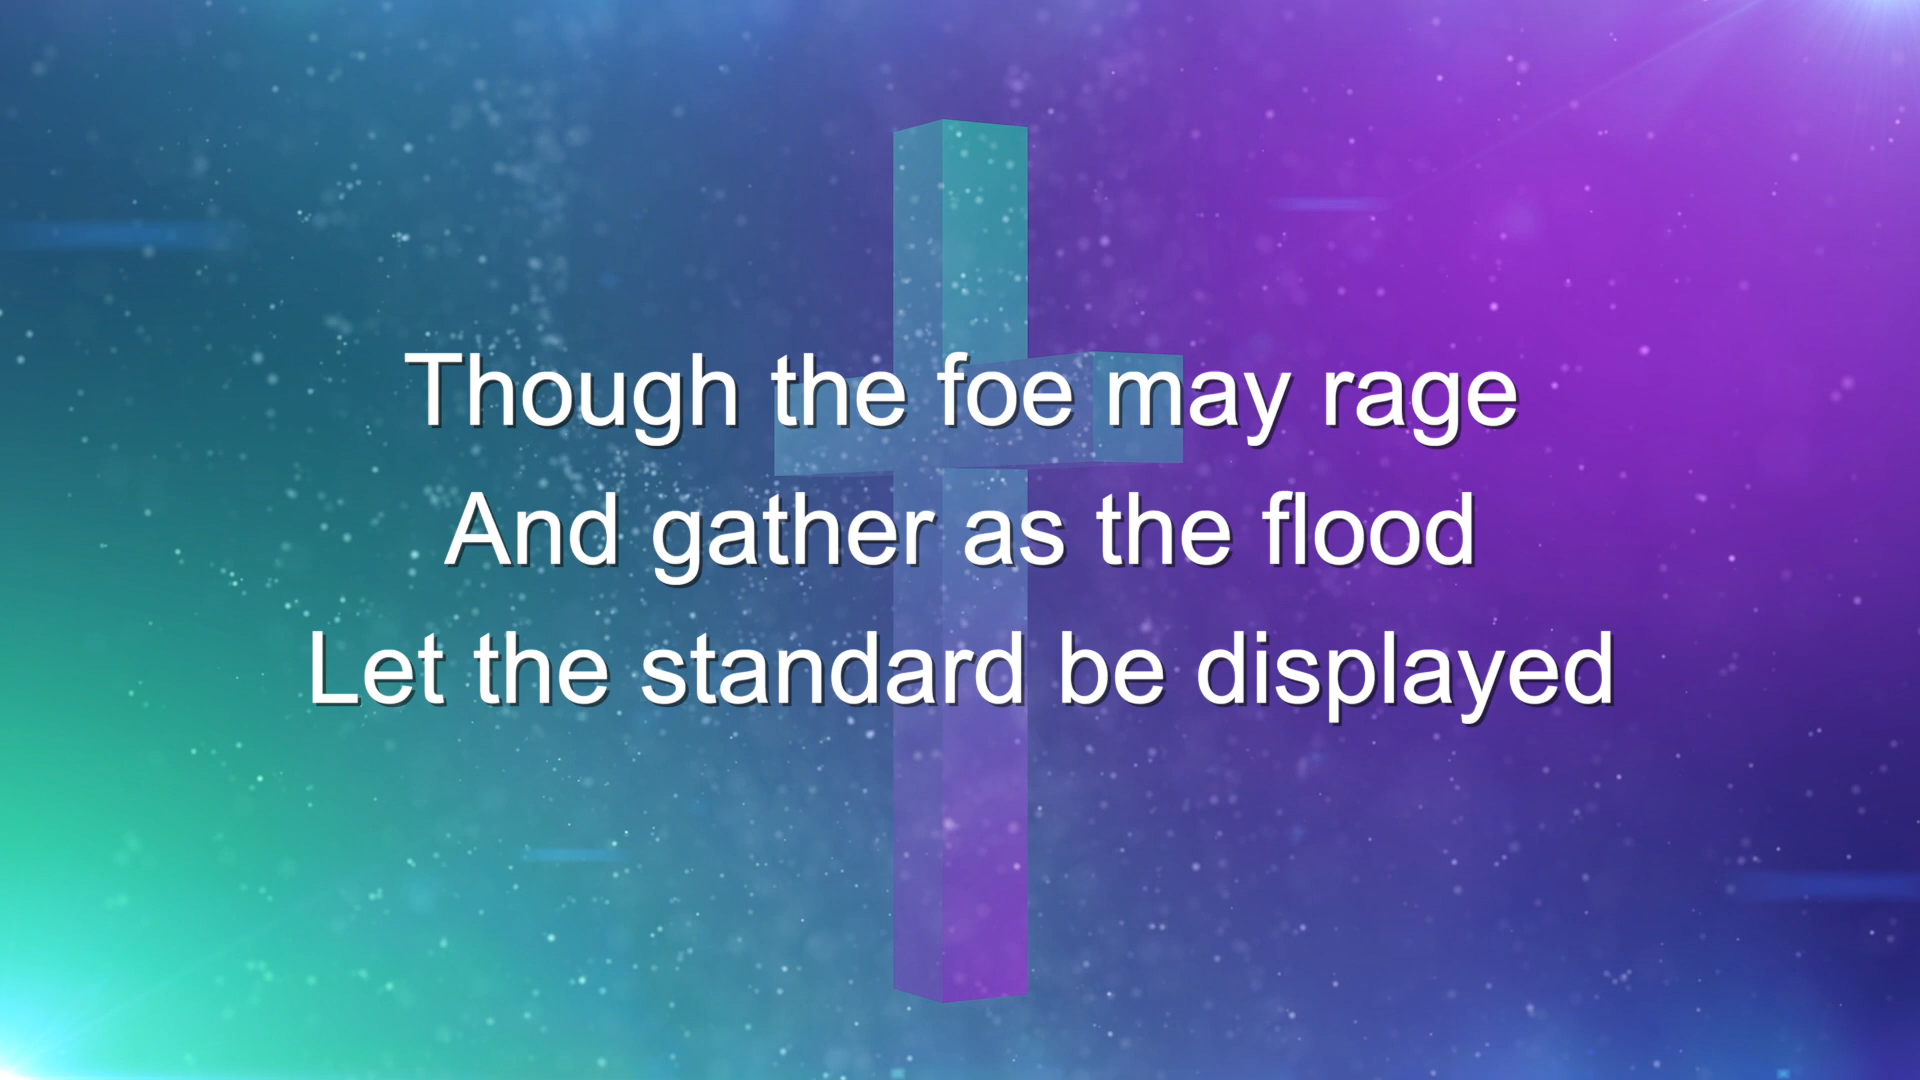 Though the foe may rage
And gather as the flood
Let the standard be displayed